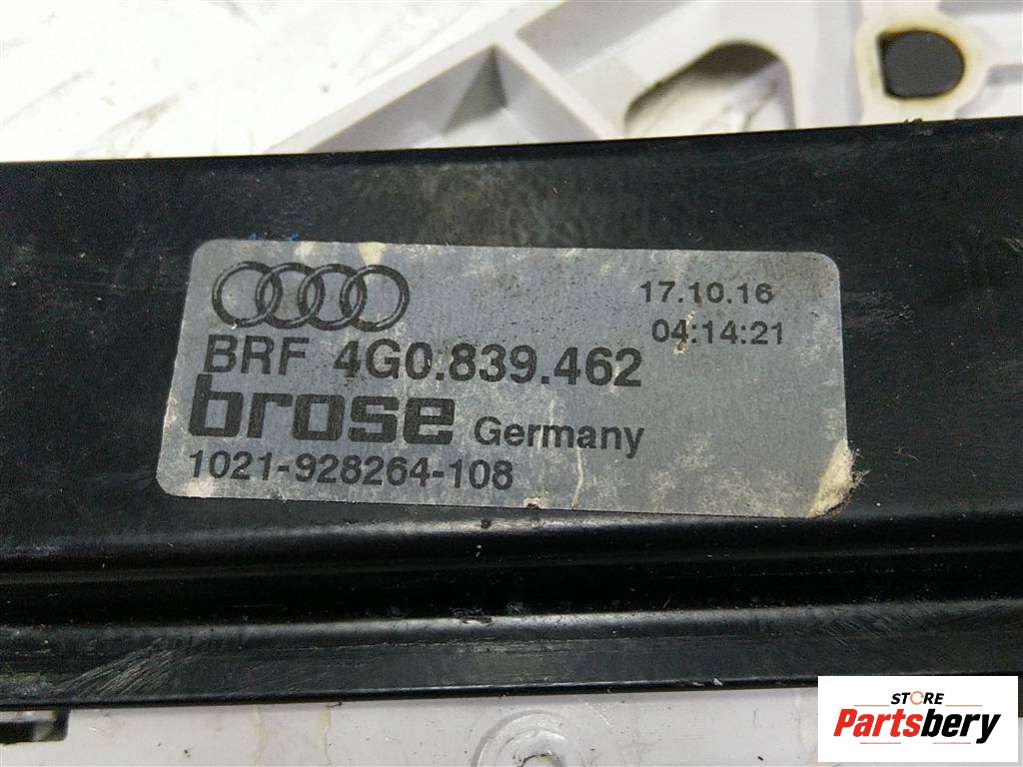 17.10.16
04:14:21
BRF 4G0.839.462
brose Germany
1021-928264-108
STORE
Partsbery